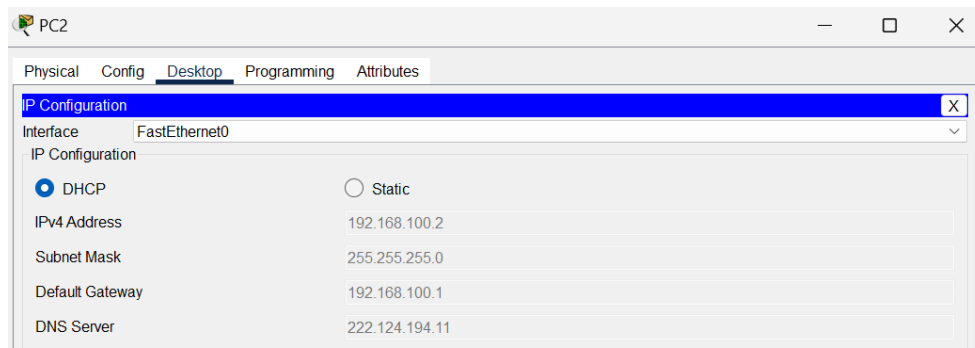 PC2
Physical Config Desktop Programming Attributes
IP Configuration X
Interface FastEthernet0
IP Configuration
DHCP Static
IPv4 Address 192.168.100.2
Subnet Mask 255.255.255.0
Default Gateway 192.168.100.1
DNS Server 222.124.194.11